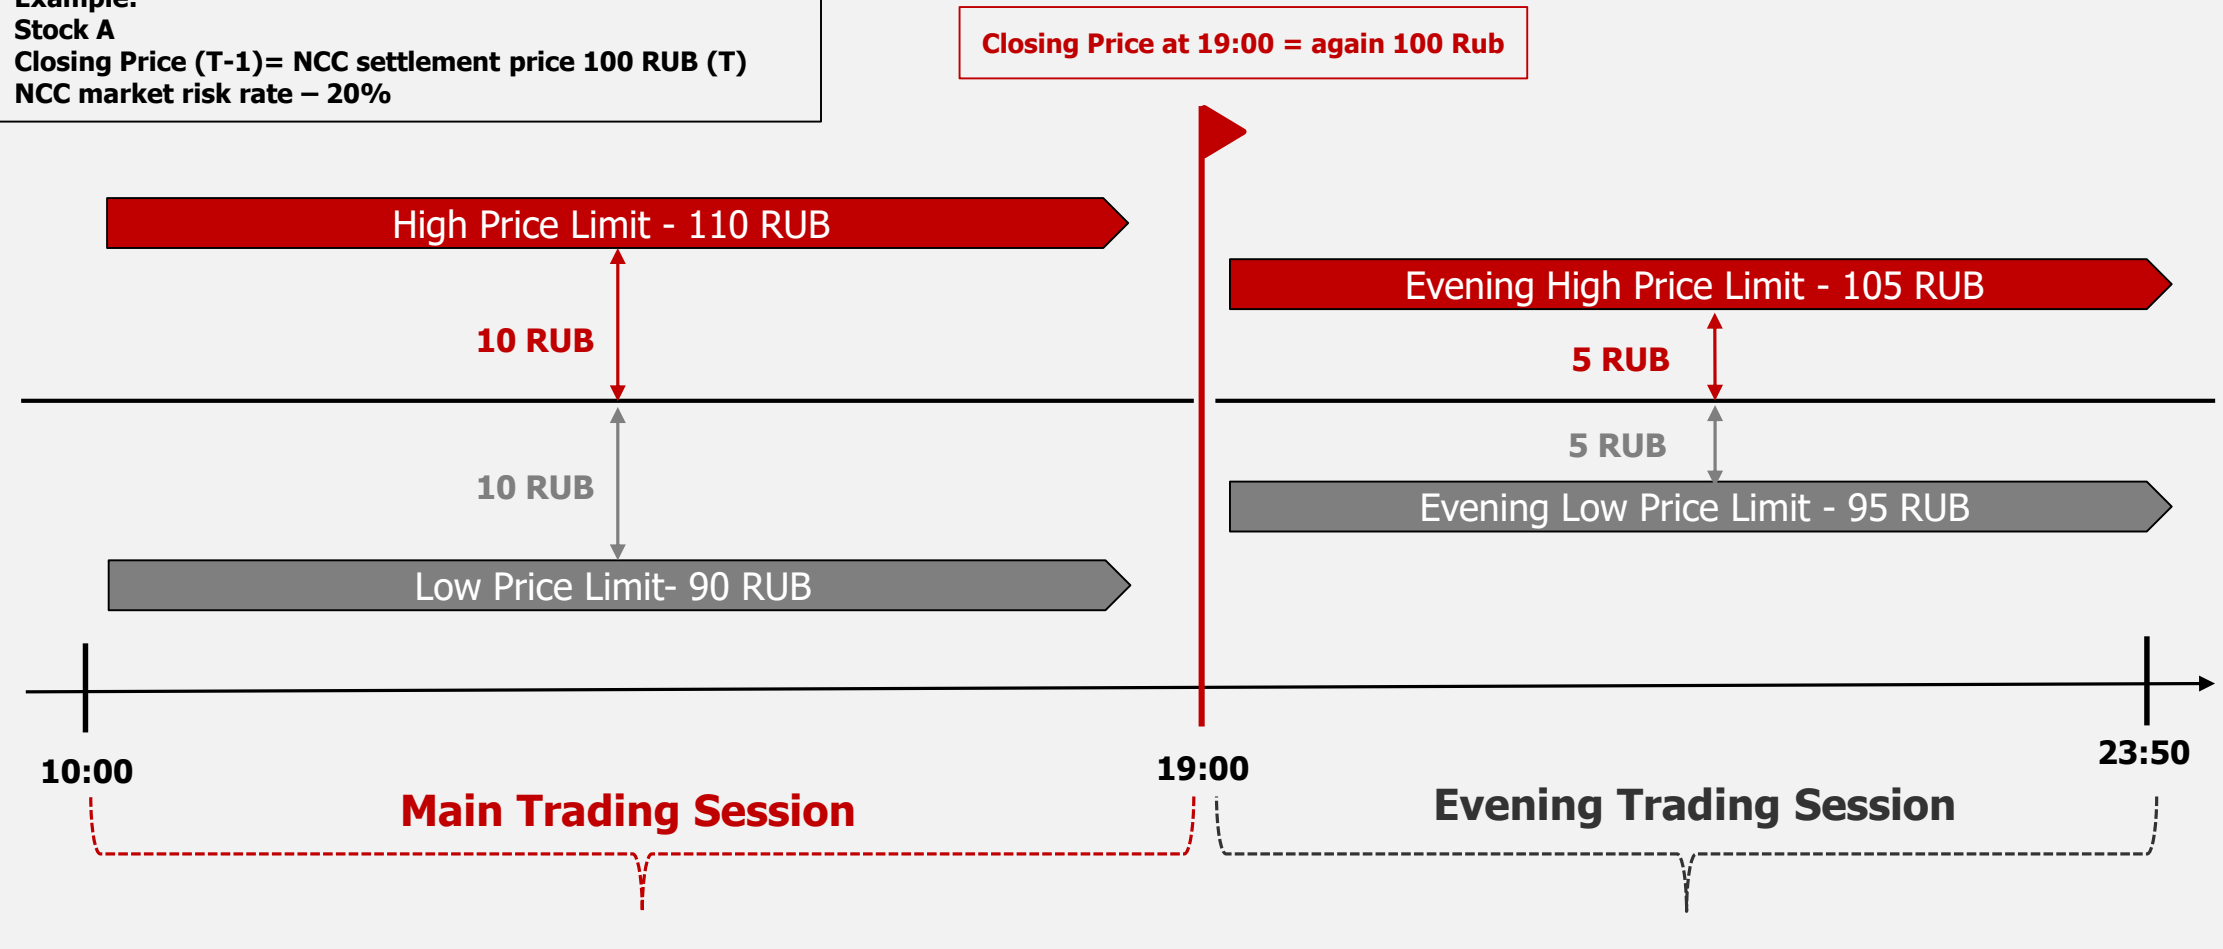 Example:
Stock A
Closing Price (T-1)= NCC settlement price 100 RUB (T)
NCC market risk rate – 20%
Closing Price at 19:00 = again 100 Rub
High Price Limit - 110 RUB
Evening High Price Limit - 105 RUB
10 RUB
5 RUB
10 RUB
5 RUB
Evening Low Price Limit - 95 RUB
Low Price Limit- 90 RUB
10:00
19:00
23:50
Main Trading Session
Evening Trading Session